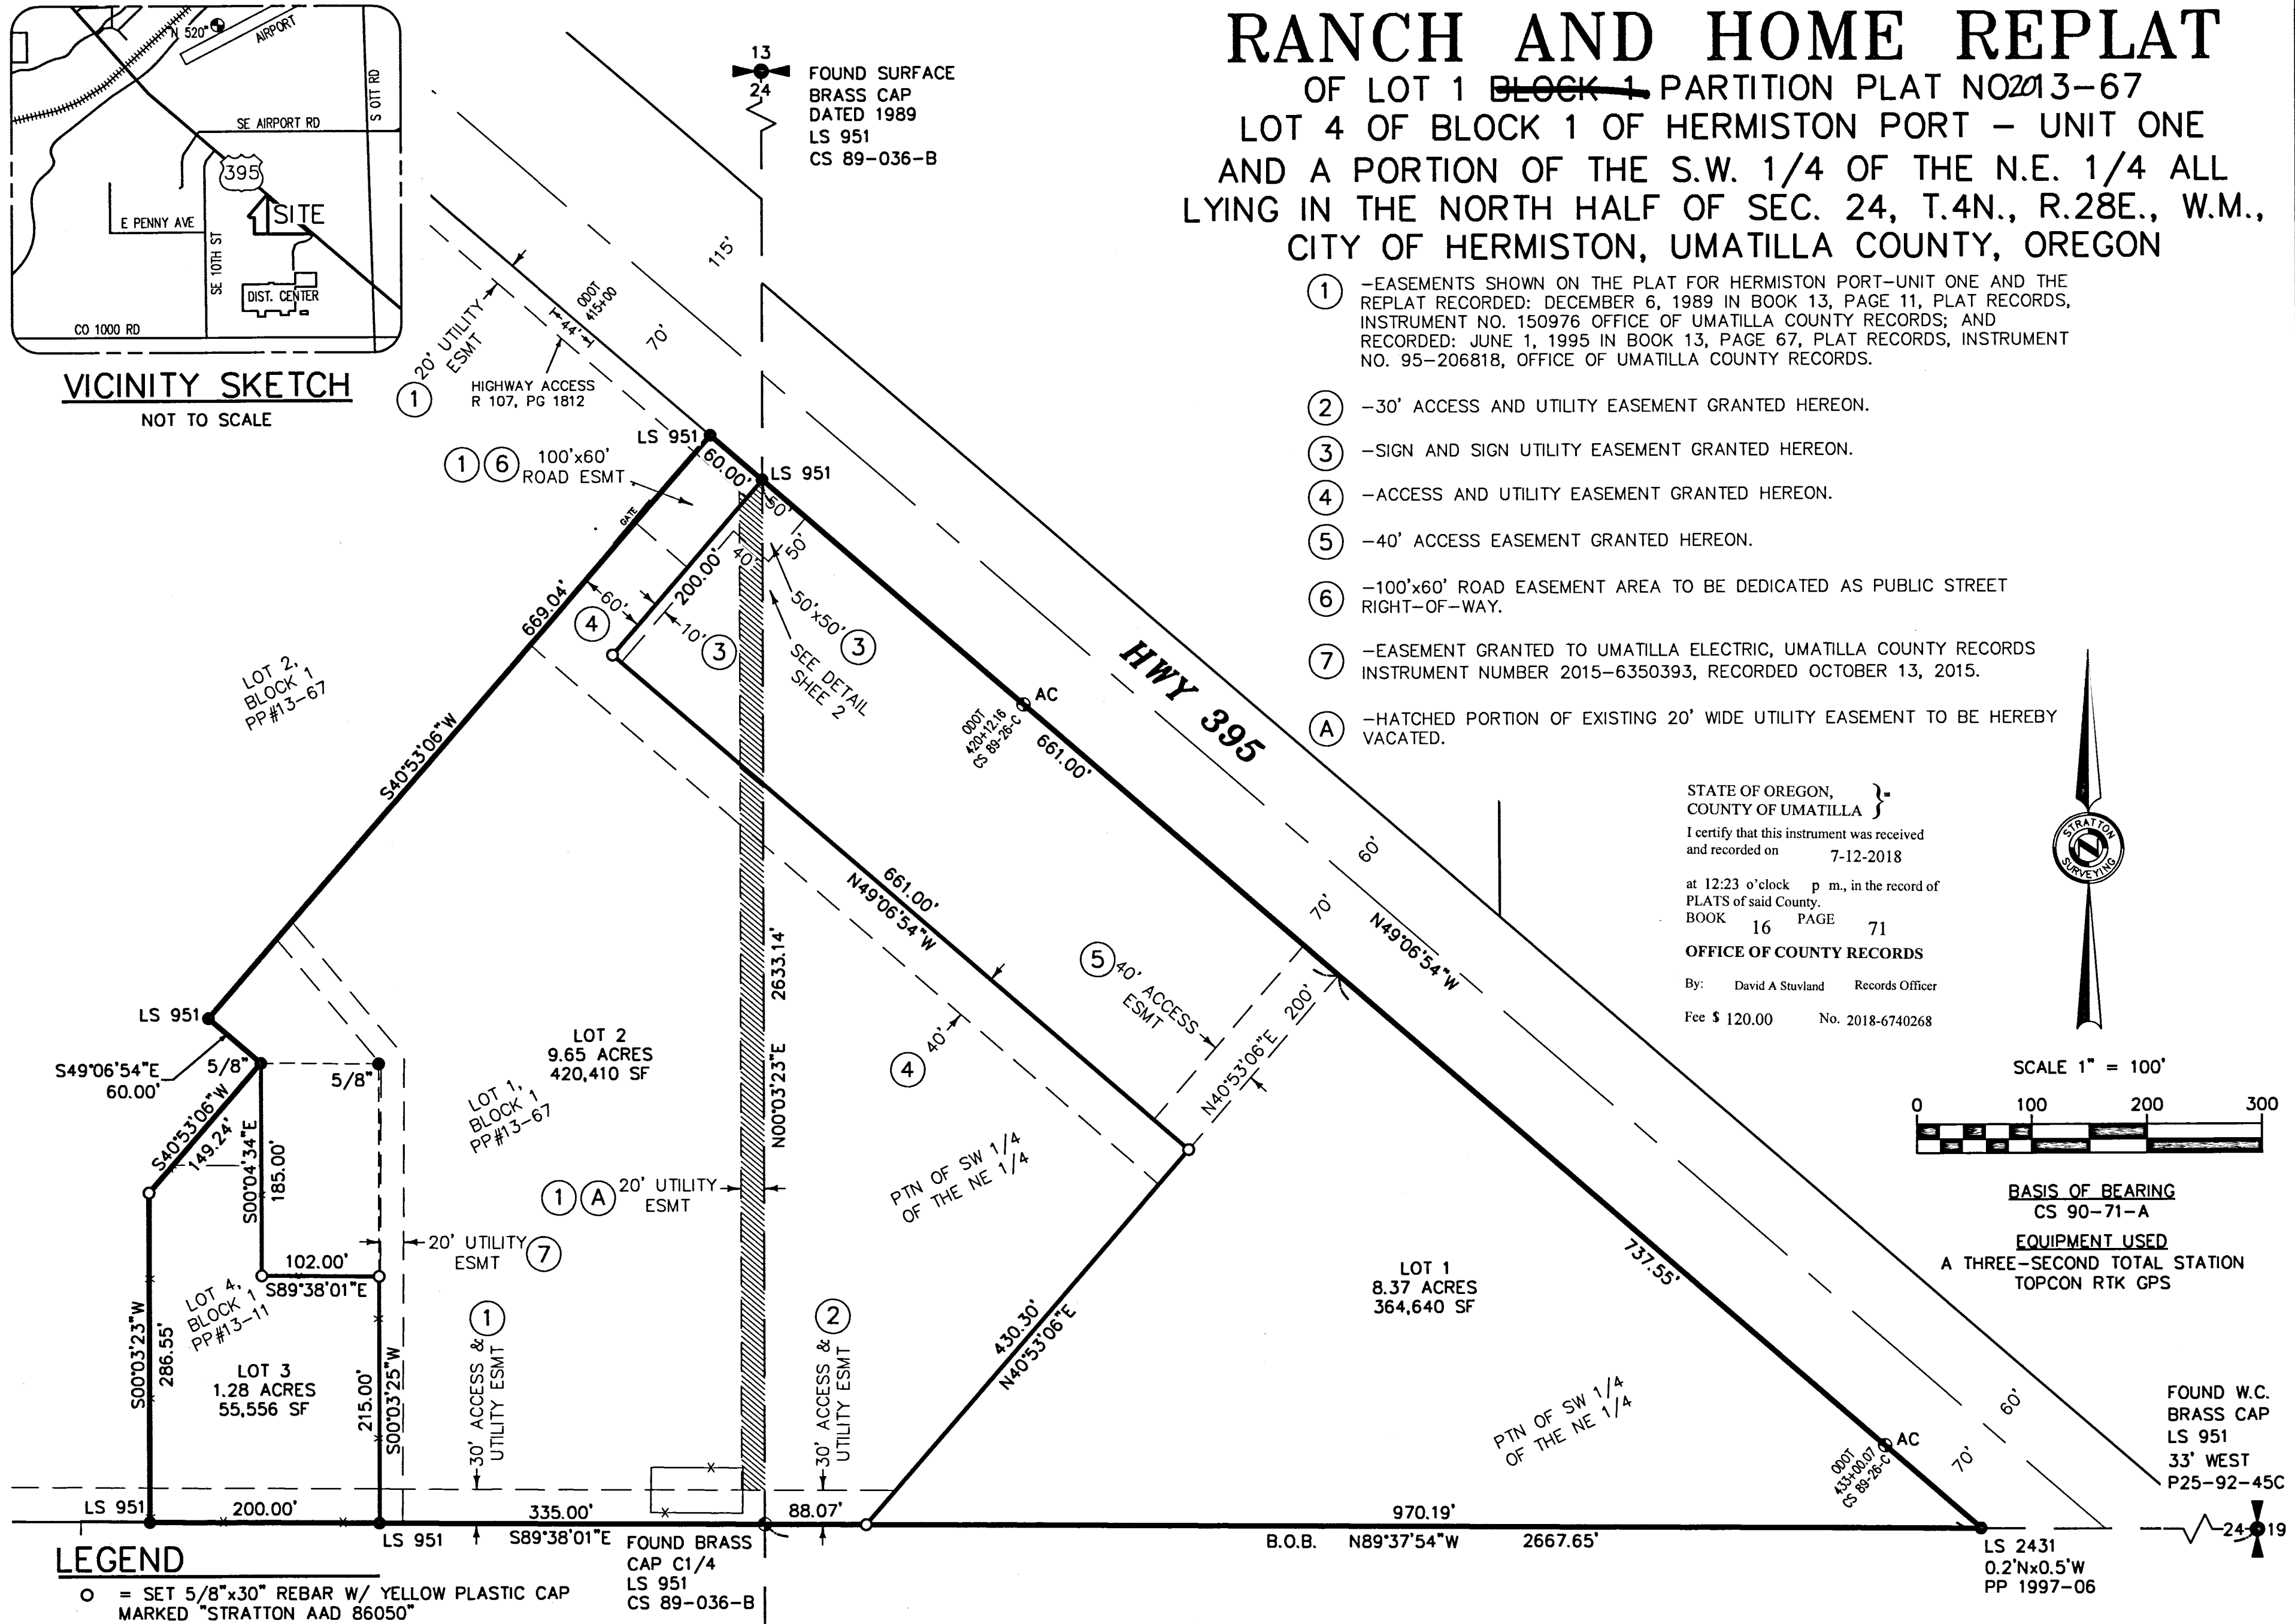 RANCH AND HOME REPLAT
OF LOT 1 BLOCK 1 PARTITION PLAT NO2013-67
LOT 4 OF BLOCK 1 OF HERMISTON PORT - UNIT ONE
AND A PORTION OF THE S.W. 1/4 OF THE N.E. 1/4 ALL
LYING IN THE NORTH HALF OF SEC. 24, T.4N., R.28E., W.M.,
CITY OF HERMISTON, UMATILLA COUNTY, OREGON
N 520°
AIRPORT
S OTT RD
SE AIRPORT RD
395
SITE
E PENNY AVE
SE 10TH ST
DIST. CENTER
CO 1000 RD
VICINITY SKETCH
NOT TO SCALE
13
24
FOUND SURFACE
BRASS CAP
DATED 1989
LS 951
CS 89-036-B
1
-EASEMENTS SHOWN ON THE PLAT FOR HERMISTON PORT-UNIT ONE AND THE
REPLAT RECORDED: DECEMBER 6, 1989 IN BOOK 13, PAGE 11, PLAT RECORDS,
INSTRUMENT NO. 150976 OFFICE OF UMATILLA COUNTY RECORDS; AND
RECORDED: JUNE 1, 1995 IN BOOK 13, PAGE 67, PLAT RECORDS, INSTRUMENT
NO. 95-206818, OFFICE OF UMATILLA COUNTY RECORDS.
2
-30' ACCESS AND UTILITY EASEMENT GRANTED HEREON.
3
-SIGN AND SIGN UTILITY EASEMENT GRANTED HEREON.
4
-ACCESS AND UTILITY EASEMENT GRANTED HEREON.
5
-40' ACCESS EASEMENT GRANTED HEREON.
6
-100'x60' ROAD EASEMENT AREA TO BE DEDICATED AS PUBLIC STREET
RIGHT-OF-WAY.
7
-EASEMENT GRANTED TO UMATILLA ELECTRIC, UMATILLA COUNTY RECORDS
INSTRUMENT NUMBER 2015-6350393, RECORDED OCTOBER 13, 2015.
A
-HATCHED PORTION OF EXISTING 20' WIDE UTILITY EASEMENT TO BE HEREBY
VACATED.
STATE OF OREGON,
COUNTY OF UMATILLA
I certify that this instrument was received
and recorded on 7-12-2018
at 12:23 o'clock p m., in the record of
PLATS of said County.
BOOK 16 PAGE 71
OFFICE OF COUNTY RECORDS
By: David A Stuvland Records Officer
Fee $ 120.00 No. 2018-6740268
STRATTON
N
SURVEYING
SCALE 1" = 100'
0 100 200 300
BASIS OF BEARING
CS 90-71-A
EQUIPMENT USED
A THREE-SECOND TOTAL STATION
TOPCON RTK GPS
115'
70'
ODOT
415+00
44'
20' UTILITY
ESMT
1
HIGHWAY ACCESS
R 107, PG 1812
LS 951
60.00'
LS 951
1 6
100'x60'
ROAD ESMT
GATE
50'
50'
40'
200.00'
60'
4
10'
3
50'x50'
3
SEE DETAIL
SHEE 2
669.04'
S40°53'06"W
LOT 2,
BLOCK 1
PP#13-67
AC
ODOT
420+12.16
CS 89-26-C
661.00'
HWY 395
60'
70'
N49°06'54"W
661.00'
N49°06'54"W
5
40' ACCESS
ESMT
N40°53'06"E 200'
40'
4
2633.14'
N00°03'23"E
LOT 2
9.65 ACRES
420,410 SF
LOT 1,
BLOCK 1
PP#13-67
PTN OF SW 1/4
OF THE NE 1/4
LS 951
S49°06'54"E
60.00'
5/8"
5/8"
S40°53'06"W
149.24'
S00°04'34"E
185.00'
1 A
20' UTILITY
ESMT
20' UTILITY
ESMT
7
102.00'
S89°38'01"E
LOT 4,
BLOCK 1
PP#13-11
S00°03'23"W
286.55'
LOT 3
1.28 ACRES
55,556 SF
215.00'
S00°03'25"W
1
30' ACCESS &
UTILITY ESMT
2
30' ACCESS &
UTILITY ESMT
430.30'
N40°53'06"E
LOT 1
8.37 ACRES
364,640 SF
737.55'
PTN OF SW 1/4
OF THE NE 1/4
ODOT
433+00.07
CS 89-26-C
AC
60'
70'
FOUND W.C.
BRASS CAP
LS 951
33' WEST
P25-92-45C
24 19
LS 951
200.00'
LS 951
335.00'
S89°38'01"E
88.07'
FOUND BRASS
CAP C1/4
LS 951
CS 89-036-B
970.19'
B.O.B. N89°37'54"W 2667.65'
LS 2431
0.2'Nx0.5'W
PP 1997-06
LEGEND
O = SET 5/8"x30" REBAR W/ YELLOW PLASTIC CAP
MARKED "STRATTON AAD 86050"